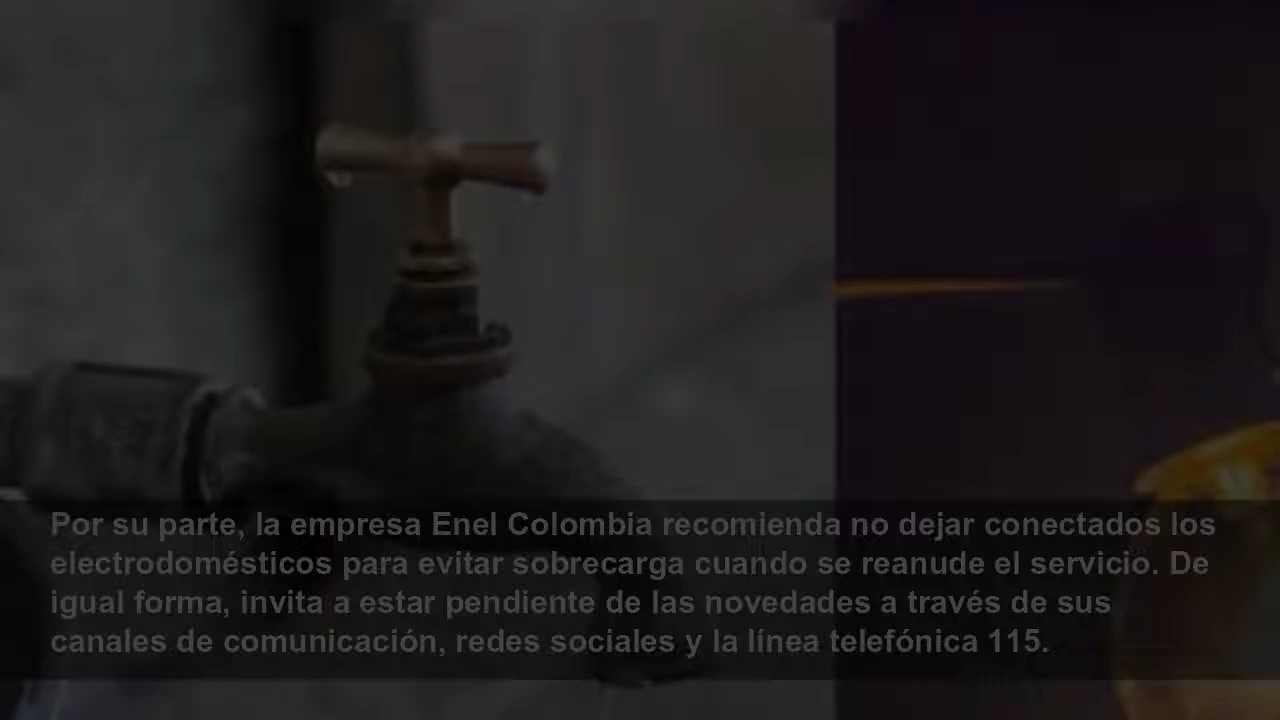 Por su parte, la empresa Enel Colombia recomienda no dejar conectados los
electrodomésticos para evitar sobrecarga cuando se reanude el servicio. De
igual forma, invita a estar pendiente de las novedades a través de sus
canales de comunicación, redes sociales y la línea telefónica 115.